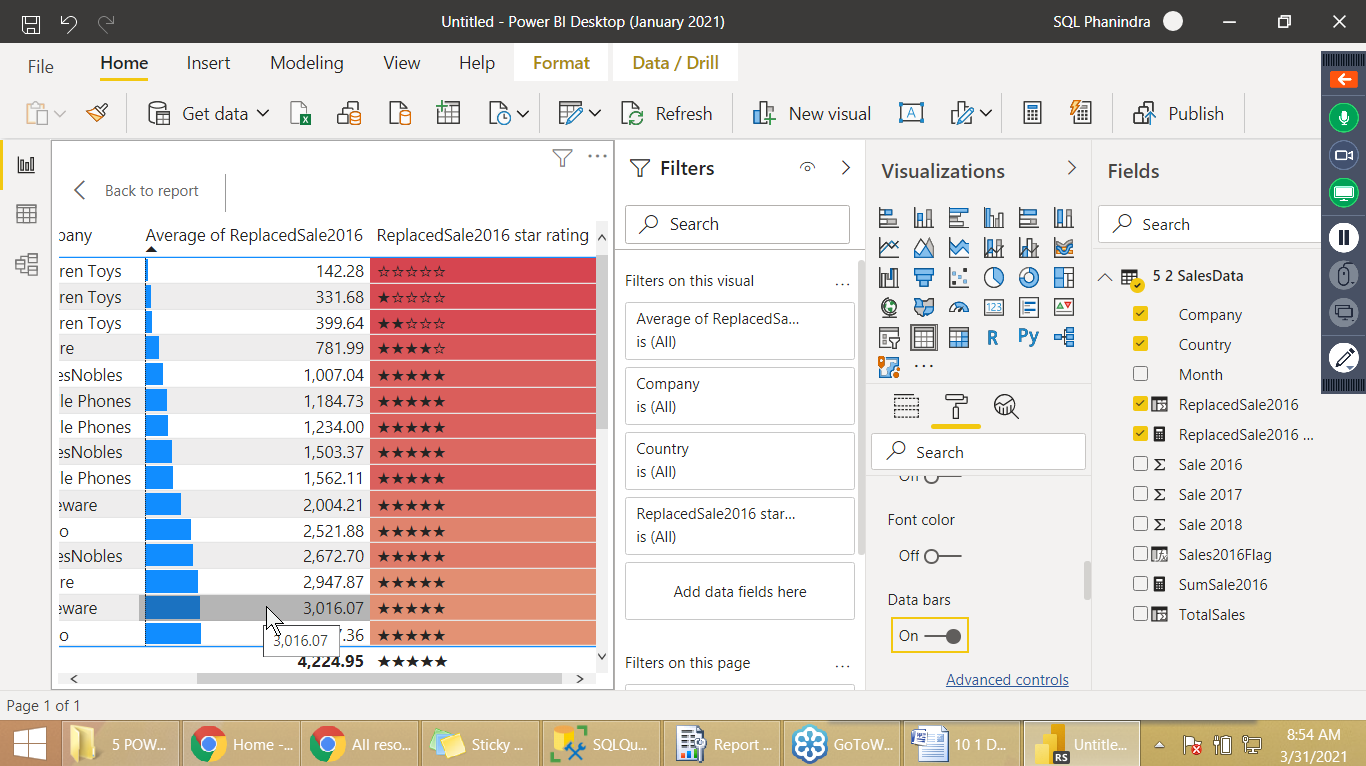 Untitled - Power BI Desktop (January 2021)
SQL Phanindra
File Home Insert Modeling View Help Format Data / Drill
Get data Refresh New visual Publish
Back to report
pany Average of ReplacedSale2016 ReplacedSale2016 star rating
ren Toys 142.28 ☆☆☆☆☆
ren Toys 331.68 ★☆☆☆☆
ren Toys 399.64 ★★☆☆☆
re 781.99 ★★★★☆
esNobles 1,007.04 ★★★★★
le Phones 1,184.73 ★★★★★
le Phones 1,234.00 ★★★★★
esNobles 1,503.37 ★★★★★
le Phones 1,562.11 ★★★★★
eware 2,004.21 ★★★★★
o 2,521.88 ★★★★★
esNobles 2,672.70 ★★★★★
re 2,947.87 ★★★★★
eware 3,016.07 ★★★★★
o 7.36 ★★★★★
3,016.07
4,224.95 ★★★★★
Filters
Search
Filters on this visual ...
Average of ReplacedSa...
is (All)
Company
is (All)
Country
is (All)
ReplacedSale2016 star...
is (All)
Add data fields here
Filters on this page ...
Visualizations
123
R Py
...
Search
Off
Font color
Off
Data bars
On
Advanced controls
Fields
Search
5 2 SalesData
Company
Country
Month
ReplacedSale2016
ReplacedSale2016 ...
Σ Sale 2016
Σ Sale 2017
Σ Sale 2018
Sales2016Flag
SumSale2016
TotalSales
Page 1 of 1
5 POW... Home -... All reso... Sticky ... SQLQu... Report ... GoToW... 10 1 D... RS Untitle...
8:54 AM
3/31/2021